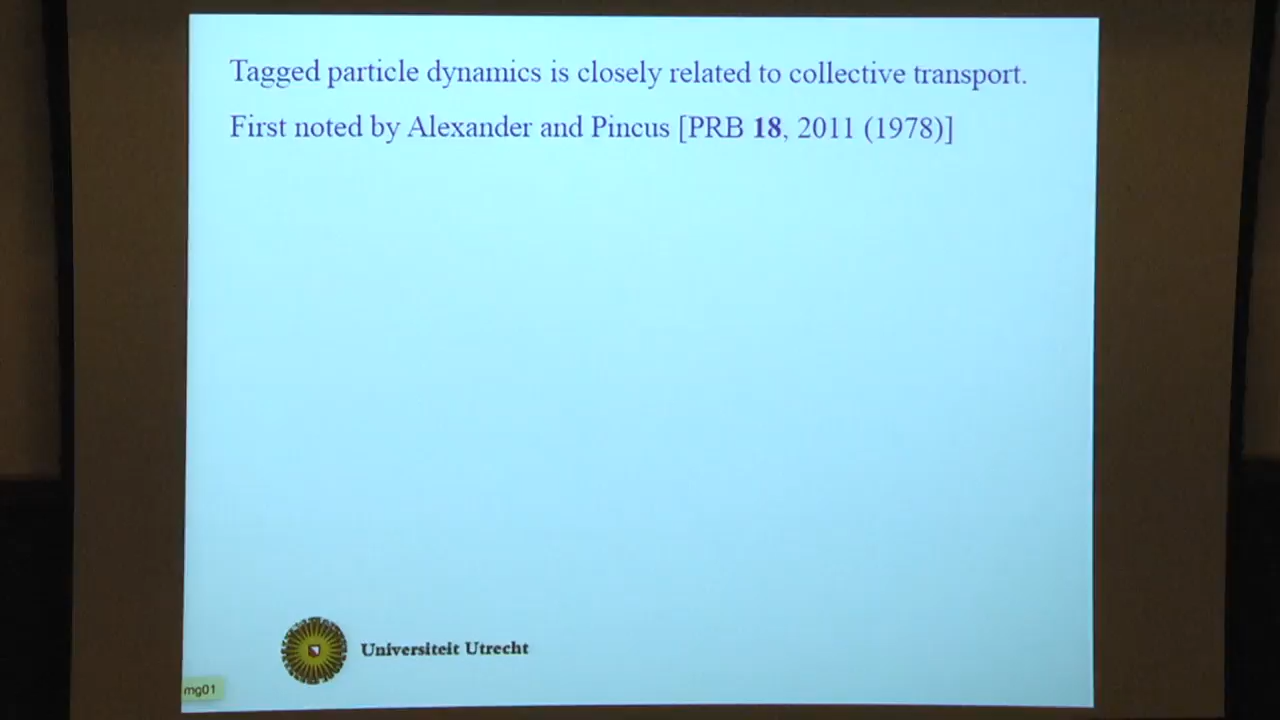 Tagged particle dynamics is closely related to collective transport.
First noted by Alexander and Pincus [PRB 18, 2011 (1978)]
Universiteit Utrecht
mg01